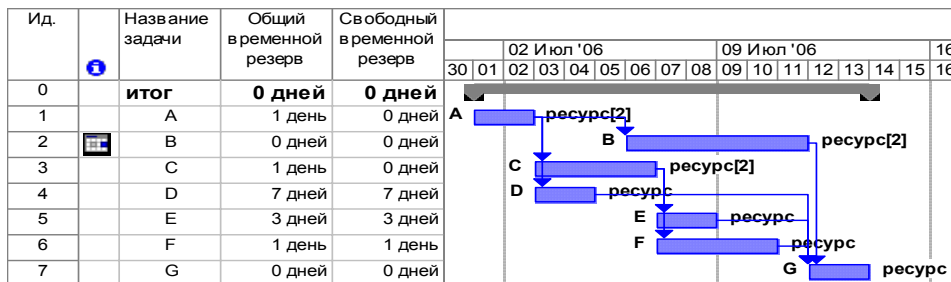 Ид. Название Общий Свободный
задачи временной временной
резерв резерв
02 Июл '06 09 Июл '06 16
30 01 02 03 04 05 06 07 08 09 10 11 12 13 14 15 16
0 итог 0 дней 0 дней
1 A 1 день 0 дней A ресурс[2]
2 B 0 дней 0 дней B ресурс[2]
3 C 1 день 0 дней C ресурс[2]
4 D 7 дней 7 дней D ресурс
5 E 3 дней 3 дней E ресурс
6 F 1 день 1 день F ресурс
7 G 0 дней 0 дней G ресурс